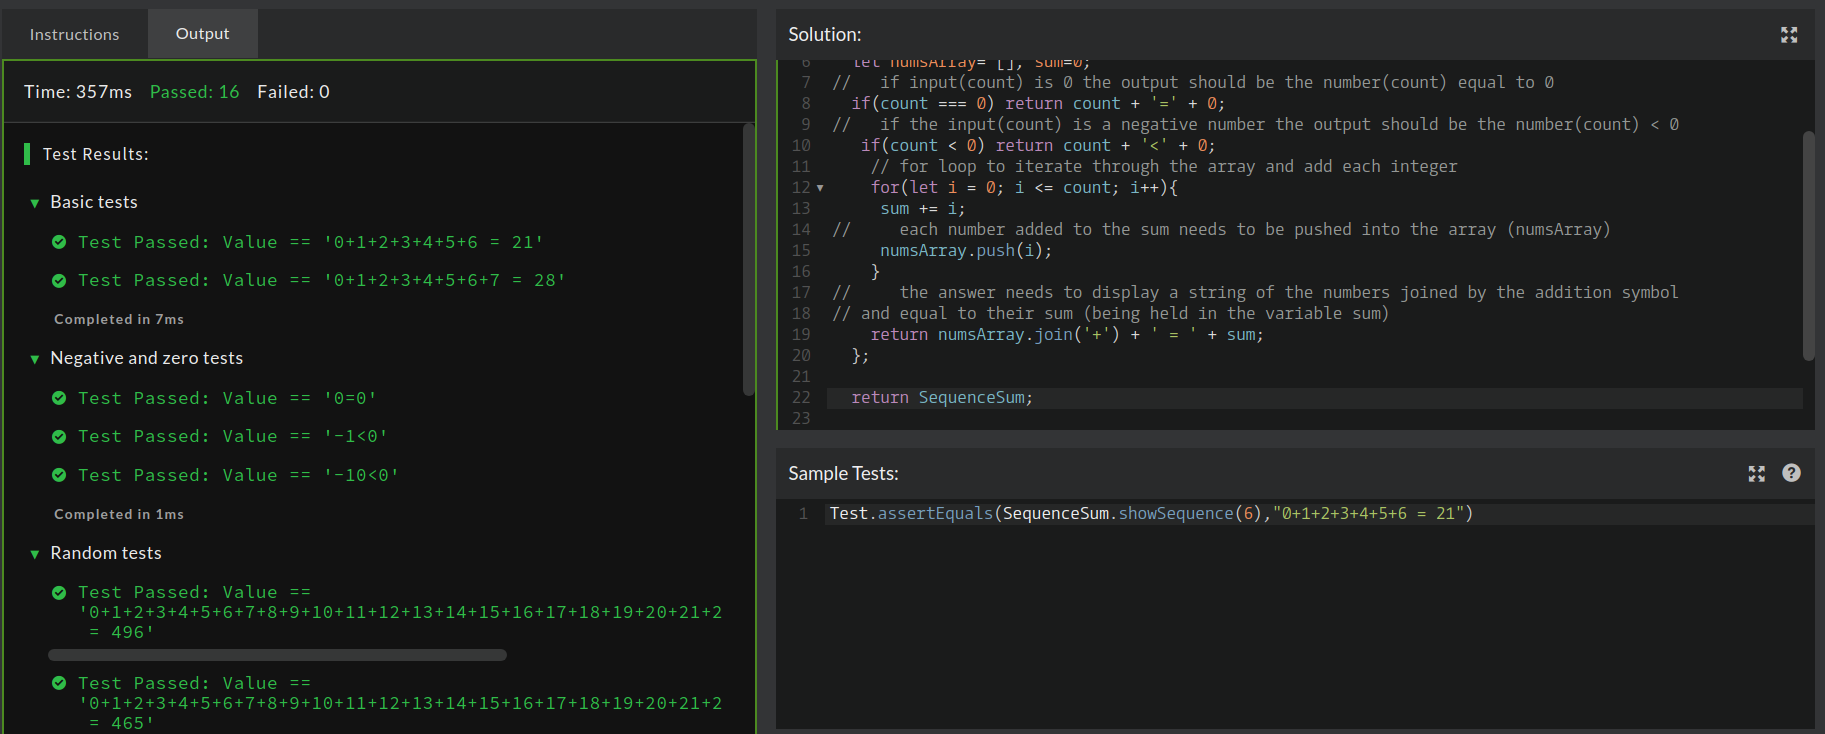 Instructions
Output
Time: 357ms Passed: 16 Failed: 0
Test Results:
Basic tests
Test Passed: Value == '0+1+2+3+4+5+6 = 21'
Test Passed: Value == '0+1+2+3+4+5+6+7 = 28'
Completed in 7ms
Negative and zero tests
Test Passed: Value == '0=0'
Test Passed: Value == '-1<0'
Test Passed: Value == '-10<0'
Completed in 1ms
Random tests
Test Passed: Value ==
'0+1+2+3+4+5+6+7+8+9+10+11+12+13+14+15+16+17+18+19+20+21+2
= 496'
Test Passed: Value ==
'0+1+2+3+4+5+6+7+8+9+10+11+12+13+14+15+16+17+18+19+20+21+2
= 465'
Solution:
6 let numsArray= [], sum=0;
7 // if input(count) is 0 the output should be the number(count) equal to 0
8 if(count === 0) return count + '=' + 0;
9 // if the input(count) is a negative number the output should be the number(count) < 0
10 if(count < 0) return count + '<' + 0;
11 // for loop to iterate through the array and add each integer
12 for(let i = 0; i <= count; i++){
13 sum += i;
14 // each number added to the sum needs to be pushed into the array (numsArray)
15 numsArray.push(i);
16 }
17 // the answer needs to display a string of the numbers joined by the addition symbol
18 // and equal to their sum (being held in the variable sum)
19 return numsArray.join('+') + ' = ' + sum;
20 };
21
22 return SequenceSum;
23
Sample Tests:
1 Test.assertEquals(SequenceSum.showSequence(6),"0+1+2+3+4+5+6 = 21")